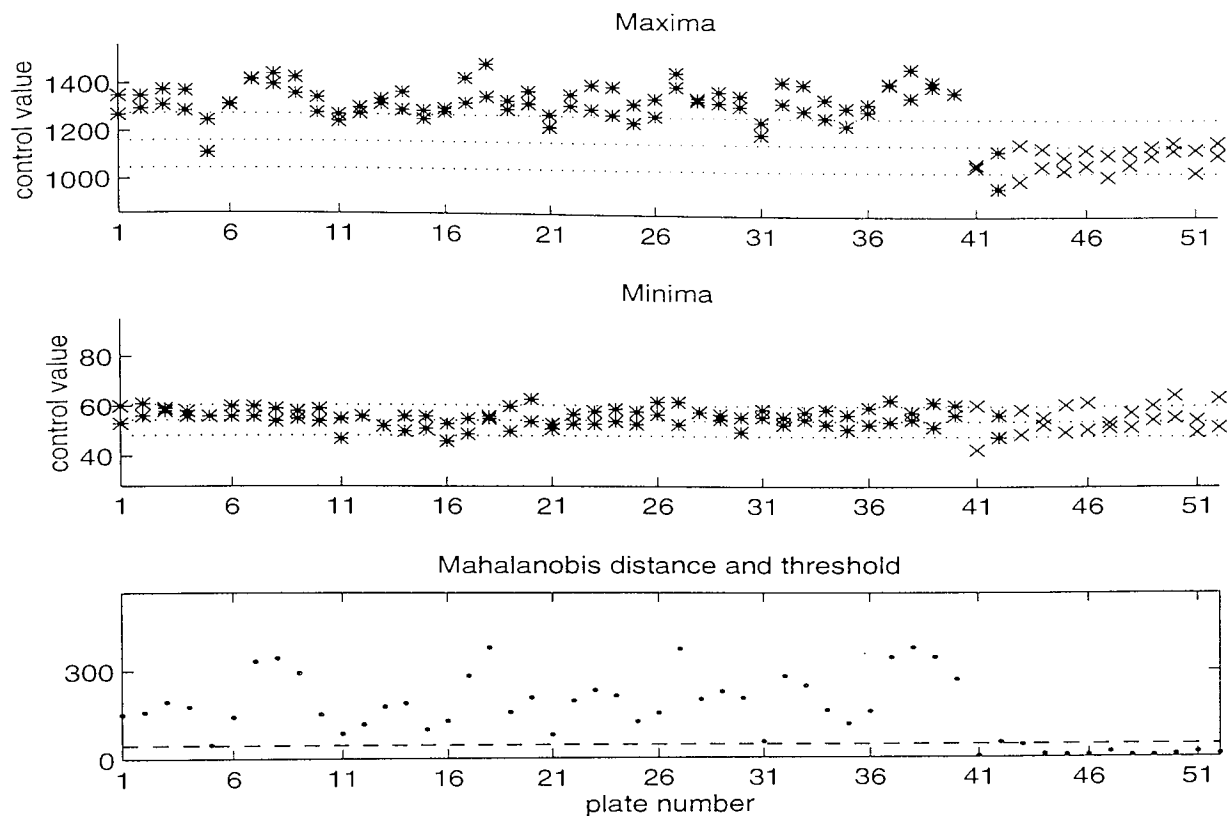 Maxima
control value
1400
1200
1000
1 6 11 16 21 26 31 36 41 46 51
Minima
control value
80
60
40
1 6 11 16 21 26 31 36 41 46 51
Mahalanobis distance and threshold
300
0
1 6 11 16 21 26 31 36 41 46 51
plate number